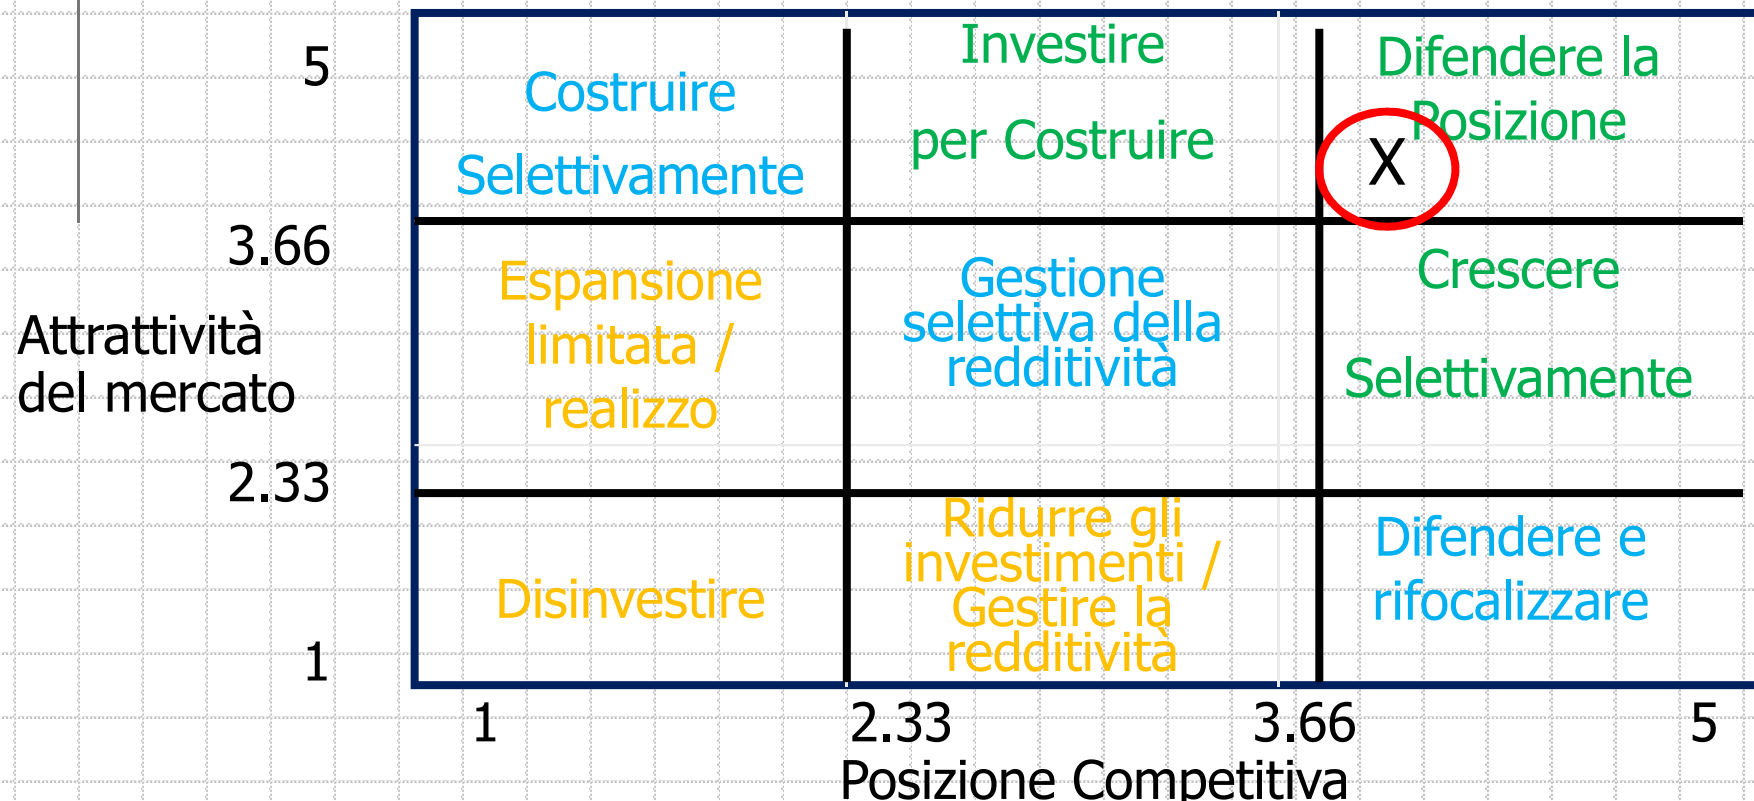 5
Costruire
Selettivamente
Investire
per Costruire
Difendere la
Posizione
X
3.66
Attrattività
del mercato
Espansione
limitata /
realizzo
Gestione
selettiva della
redditività
Crescere
Selettivamente
2.33
Disinvestire
Ridurre gli
investimenti /
Gestire la
redditività
Difendere e
rifocalizzare
1
1 2.33 3.66 5
Posizione Competitiva